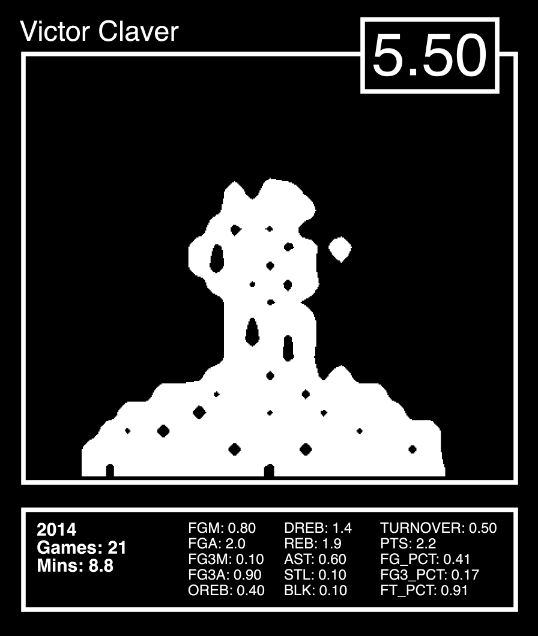 Victor Claver
5.50
2014
Games: 21
Mins: 8.8
FGM: 0.80
FGA: 2.0
FG3M: 0.10
FG3A: 0.90
OREB: 0.40
DREB: 1.4
REB: 1.9
AST: 0.60
STL: 0.10
BLK: 0.10
TURNOVER: 0.50
PTS: 2.2
FG_PCT: 0.41
FG3_PCT: 0.17
FT_PCT: 0.91